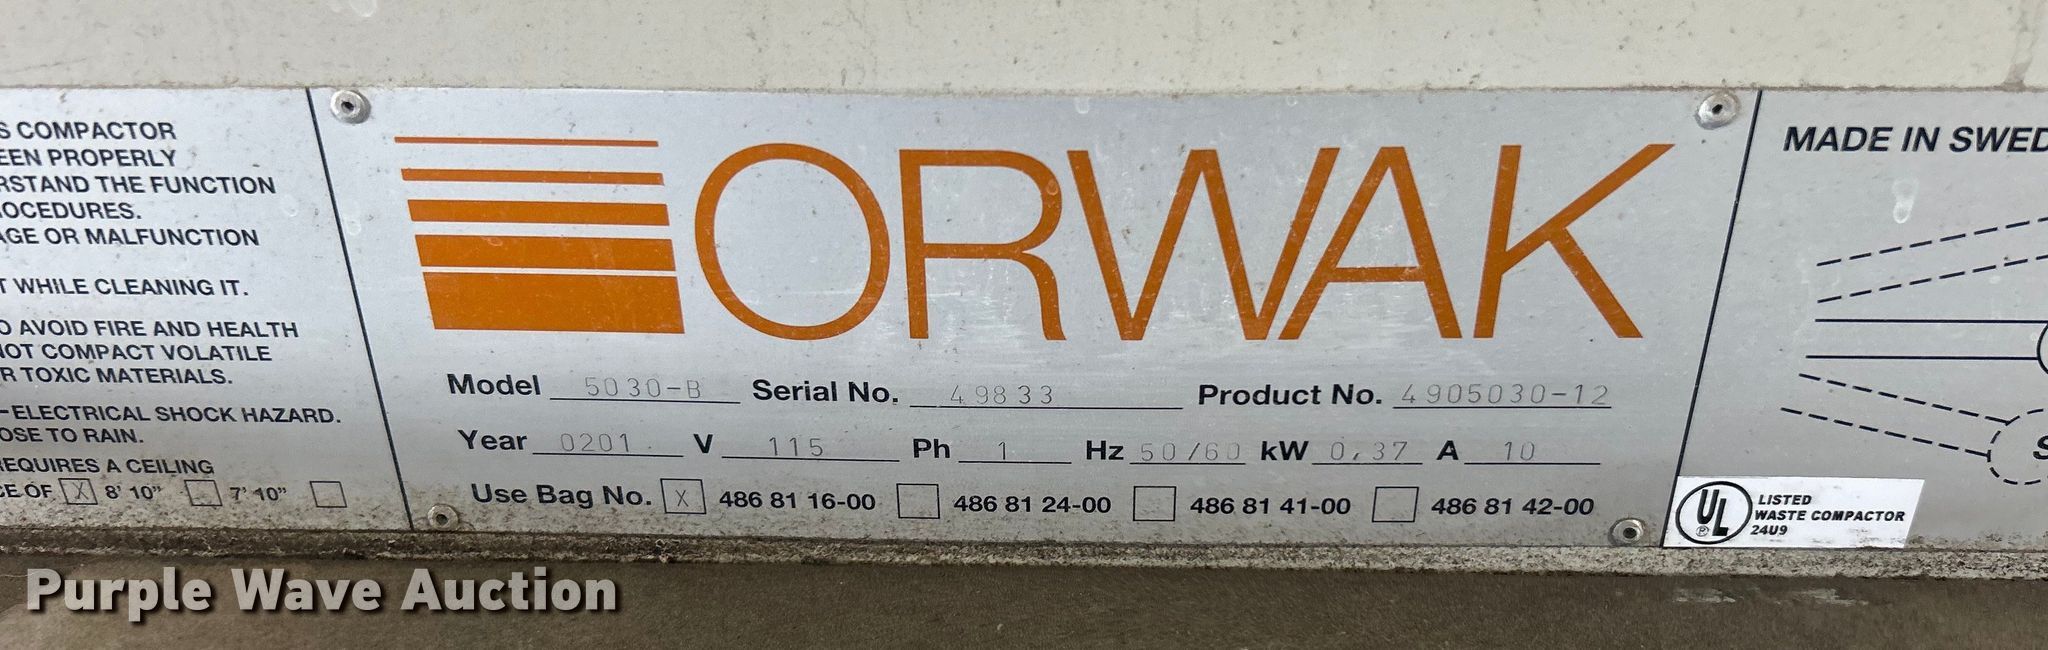 S COMPACTOR
EEN PROPERLY
RSTAND THE FUNCTION
OCEDURES.
AGE OR MALFUNCTION
T WHILE CLEANING IT.
O AVOID FIRE AND HEALTH
NOT COMPACT VOLATILE
R TOXIC MATERIALS.
-ELECTRICAL SHOCK HAZARD.
OSE TO RAIN.
REQUIRES A CEILING
CE OF X 8' 10" 7' 10"
ORWAK
Model 5030-B Serial No. 49833 Product No. 4905030-12
Year 0201. V 115 Ph 1 Hz 50/60 kW 0,37 A 10
Use Bag No. X 486 81 16-00 486 81 24-00 486 81 41-00 486 81 42-00
MADE IN SWED
S
UL LISTED
WASTE COMPACTOR
24U9
Purple Wave Auction